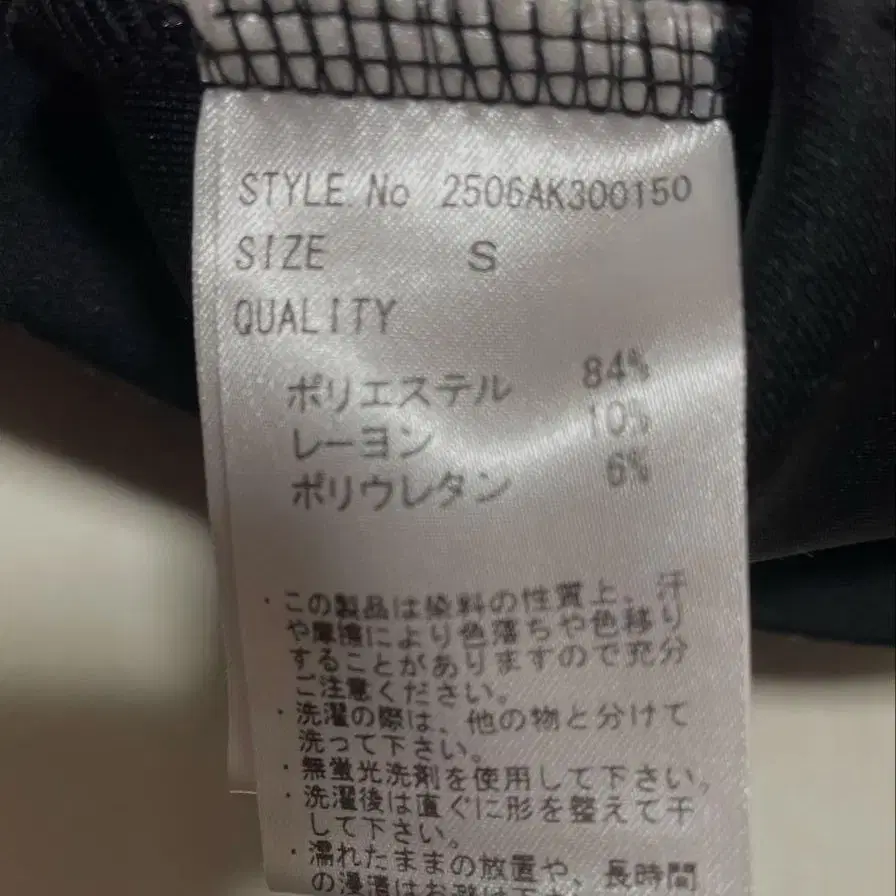 STYLE No 2506AK300150
SIZE S
QUALITY
ポリエステル 84%
レーヨン 10%
ポリウレタン 6%
・この製品は染料の性質上、汗
や摩擦により色落ちや色移り
することがありますので充分
ご注意ください。
・洗濯の際は、他の物と分けて
洗って下さい。
・無蛍光洗剤を使用して下さい。
・洗濯後は直ぐに形を整えて干
して下さい。
・濡れたままの放置や、長時間
の浸漬はお避け下さい